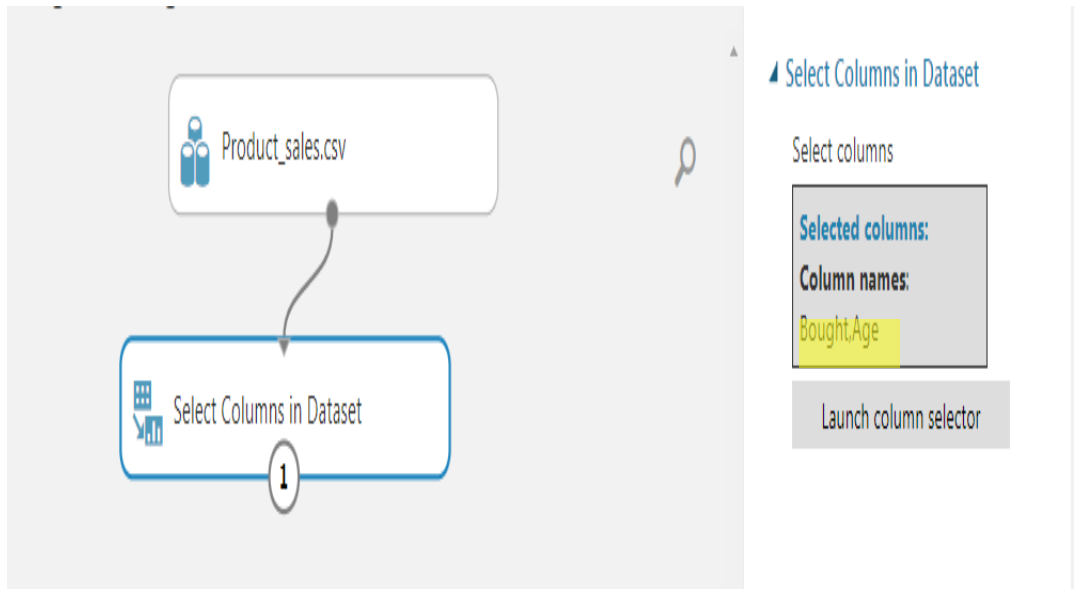 Product_sales.csv
Select Columns in Dataset
1
Select Columns in Dataset
Select columns
Selected columns:
Column names:
Bought,Age
Launch column selector